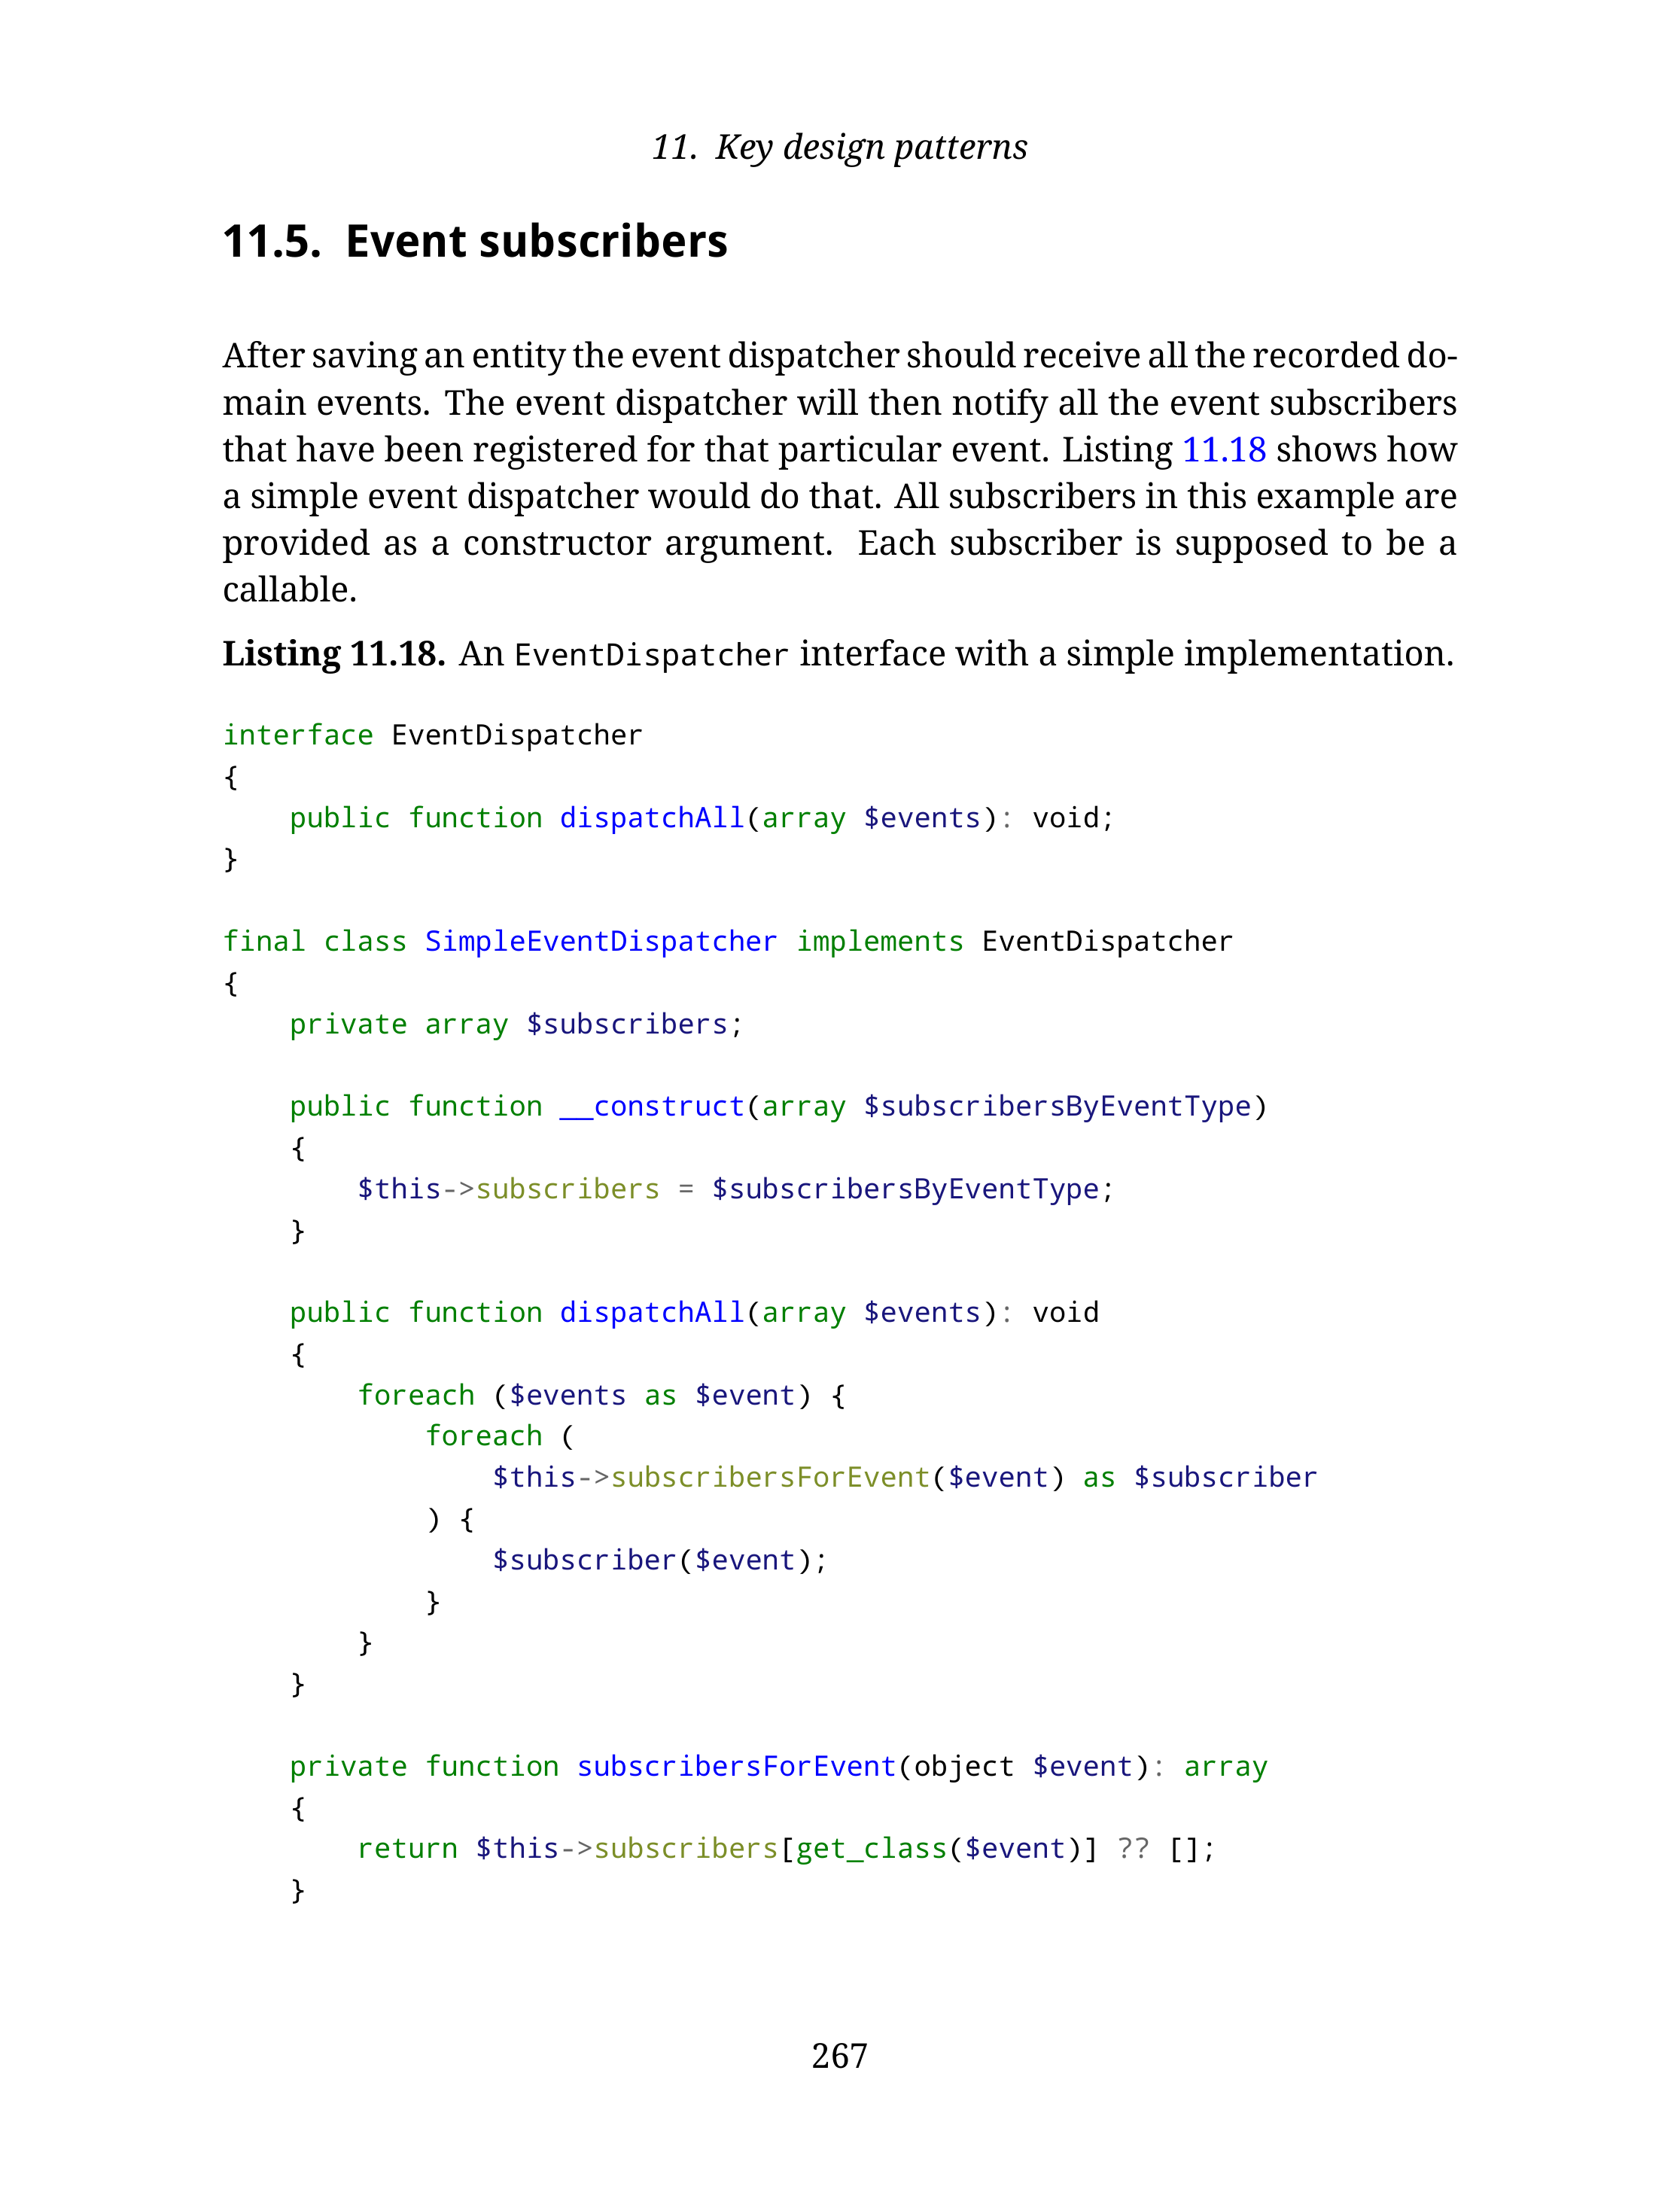 11. Key design patterns
11.5. Event subscribers
After saving an entity the event dispatcher should receive all the recorded do-
main events. The event dispatcher will then notify all the event subscribers
that have been registered for that particular event. Listing 11.18 shows how
a simple event dispatcher would do that. All subscribers in this example are
provided as a constructor argument. Each subscriber is supposed to be a
callable.
Listing 11.18. An EventDispatcher interface with a simple implementation.
interface EventDispatcher
{
    public function dispatchAll(array $events): void;
}
final class SimpleEventDispatcher implements EventDispatcher
{
    private array $subscribers;
    public function __construct(array $subscribersByEventType)
    {
        $this->subscribers = $subscribersByEventType;
    }
    public function dispatchAll(array $events): void
    {
        foreach ($events as $event) {
            foreach (
                $this->subscribersForEvent($event) as $subscriber
            ) {
                $subscriber($event);
            }
        }
    }
    private function subscribersForEvent(object $event): array
    {
        return $this->subscribers[get_class($event)] ?? [];
    }
267